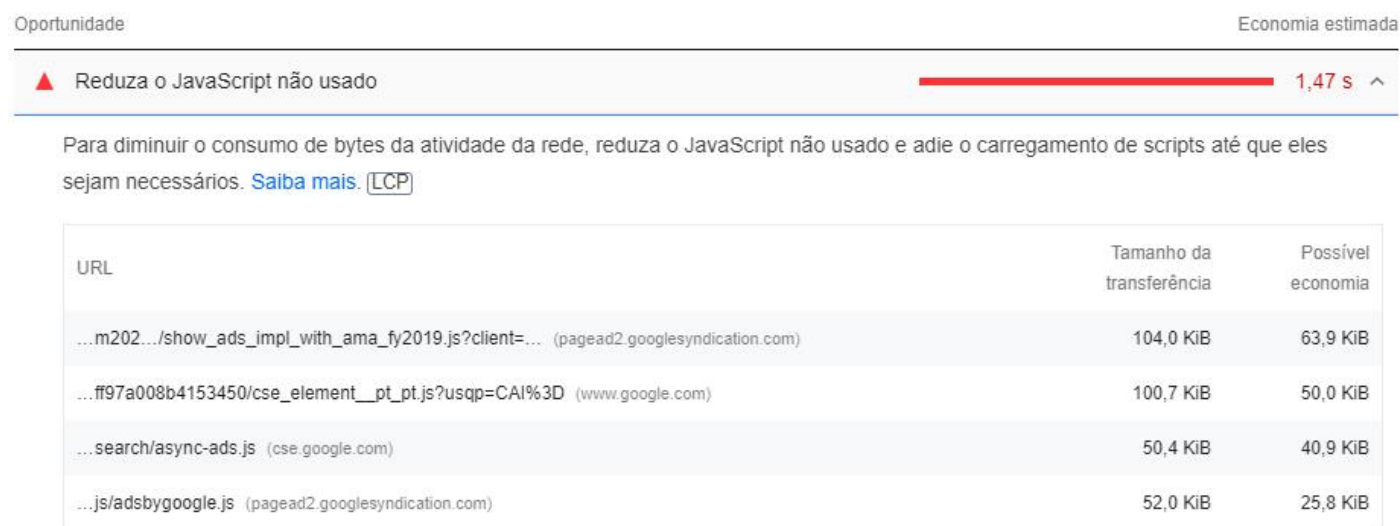 Oportunidade Economia estimada
Reduza o JavaScript não usado 1,47 s
Para diminuir o consumo de bytes da atividade da rede, reduza o JavaScript não usado e adie o carregamento de scripts até que eles
sejam necessários. Saiba mais. LCP
URL Tamanho da transferência Possível economia
...m202.../show_ads_impl_with_ama_fy2019.js?client=... (pagead2.googlesyndication.com) 104,0 KiB 63,9 KiB
...ff97a008b4153450/cse_element__pt_pt.js?usqp=CAI%3D (www.google.com) 100,7 KiB 50,0 KiB
...search/async-ads.js (cse.google.com) 50,4 KiB 40,9 KiB
...js/adsbygoogle.js (pagead2.googlesyndication.com) 52,0 KiB 25,8 KiB